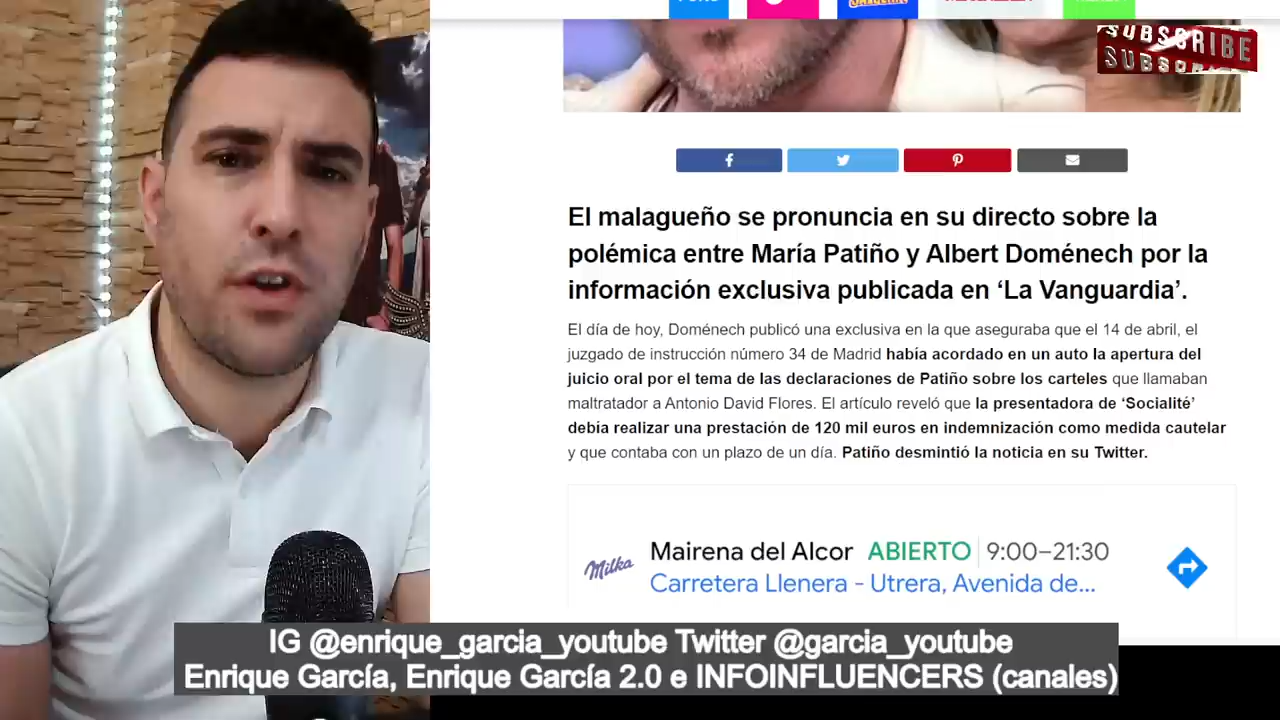 SUBSCRIBE
El malagueño se pronuncia en su directo sobre la
polémica entre María Patiño y Albert Doménech por la
información exclusiva publicada en ‘La Vanguardia’.
El día de hoy, Doménech publicó una exclusiva en la que aseguraba que el 14 de abril, el
juzgado de instrucción número 34 de Madrid había acordado en un auto la apertura del
juicio oral por el tema de las declaraciones de Patiño sobre los carteles que llamaban
maltratador a Antonio David Flores. El artículo reveló que la presentadora de ‘Socialité’
debía realizar una prestación de 120 mil euros en indemnización como medida cautelar
y que contaba con un plazo de un día. Patiño desmintió la noticia en su Twitter.
Milka
Mairena del Alcor ABIERTO 9:00–21:30
Carretera Llenera - Utrera, Avenida de...
IG @enrique_garcia_youtube Twitter @garcia_youtube
Enrique García, Enrique García 2.0 e INFOINFLUENCERS (canales)